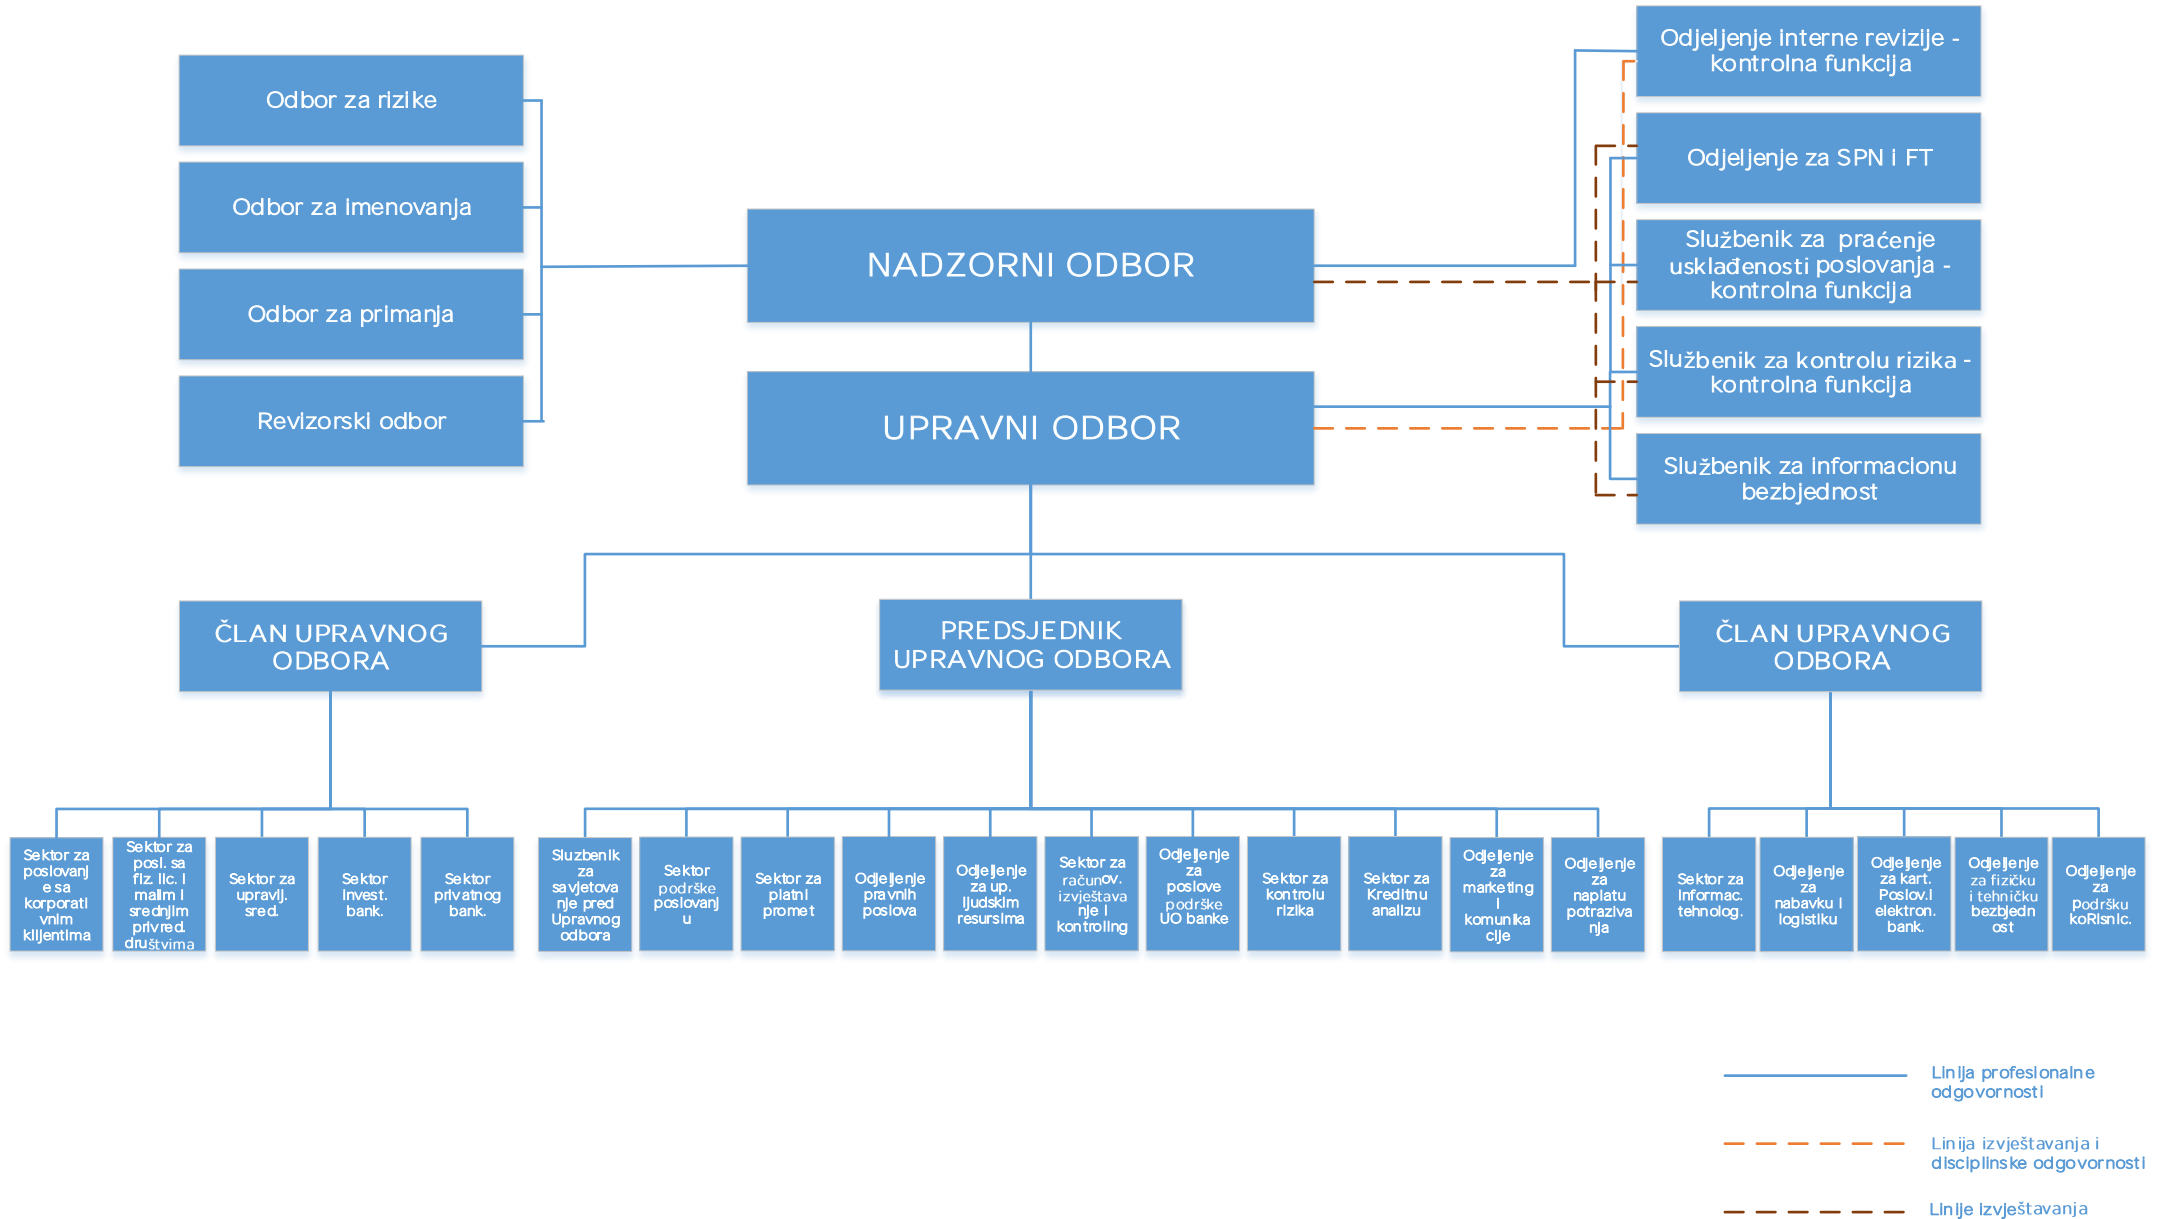 Odjeljenje interne revizije -
kontrolna funkcija
Odbor za rizike
Odjeljenje za SPN i FT
Odbor za imenovanja
Službenik za praćenje
usklađenosti poslovanja -
kontrolna funkcija
NADZORNI ODBOR
Odbor za primanja
Službenik za kontrolu rizika -
kontrolna funkcija
Revizorski odbor
UPRAVNI ODBOR
Službenik za informacionu
bezbjednost
ČLAN UPRAVNOG
ODBORA
PREDSJEDNIK
UPRAVNOG ODBORA
ČLAN UPRAVNOG
ODBORA
Sektor za
poslovanj
e sa
korporati
vnim
klijentima
Sektor za
posl. sa
fiz. lic. i
malim i
srednjim
privred.
društvima
Sektor za
upravlj.
sred.
Sektor
invest.
bank.
Sektor
privatnog
bank.
Sluzbenik
za
savjetova
nje pred
Upravnog
odbora
Sektor
podrške
poslovanj
u
Sektor za
platni
promet
Odjeljenje
pravnih
poslova
Odjeljenje
za up.
ljudskim
resursima
Sektor za
računov.
izvještava
nje i
kontroling
Odjeljenje
za
poslove
podrške
UO banke
Sektor za
kontrolu
rizika
Sektor za
Kreditnu
analizu
Odjeljenje
za
marketing
i
komunika
cije
Odjeljenje
za
naplatu
potraziva
nja
Sektor za
informac.
tehnolog.
Odjeljenje
za
nabavku i
logistiku
Odjeljenje
za kart.
Poslov.i
elektron.
bank.
Odjeljenje
za fizičku
i tehničku
bezbjedn
ost
Odjeljenje
za
podršku
koRisnic.
Linija profesionalne
odgovornosti
Linija izvještavanja i
disciplinske odgovornosti
Linije izvještavanja